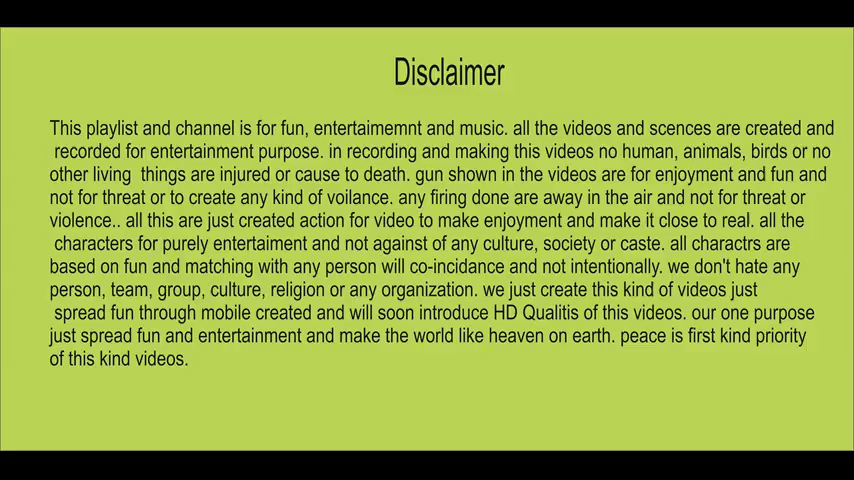 Disclaimer
This playlist and channel is for fun, entertaimemnt and music. all the videos and scences are created and
recorded for entertainment purpose. in recording and making this videos no human, animals, birds or no
other living things are injured or cause to death. gun shown in the videos are for enjoyment and fun and
not for threat or to create any kind of voilance. any firing done are away in the air and not for threat or
violence.. all this are just created action for video to make enjoyment and make it close to real. all the
characters for purely entertaiment and not against of any culture, society or caste. all charactrs are
based on fun and matching with any person will co-incidance and not intentionally. we don't hate any
person, team, group, culture, religion or any organization. we just create this kind of videos just
spread fun through mobile created and will soon introduce HD Qualitis of this videos. our one purpose
just spread fun and entertainment and make the world like heaven on earth. peace is first kind priority
of this kind videos.